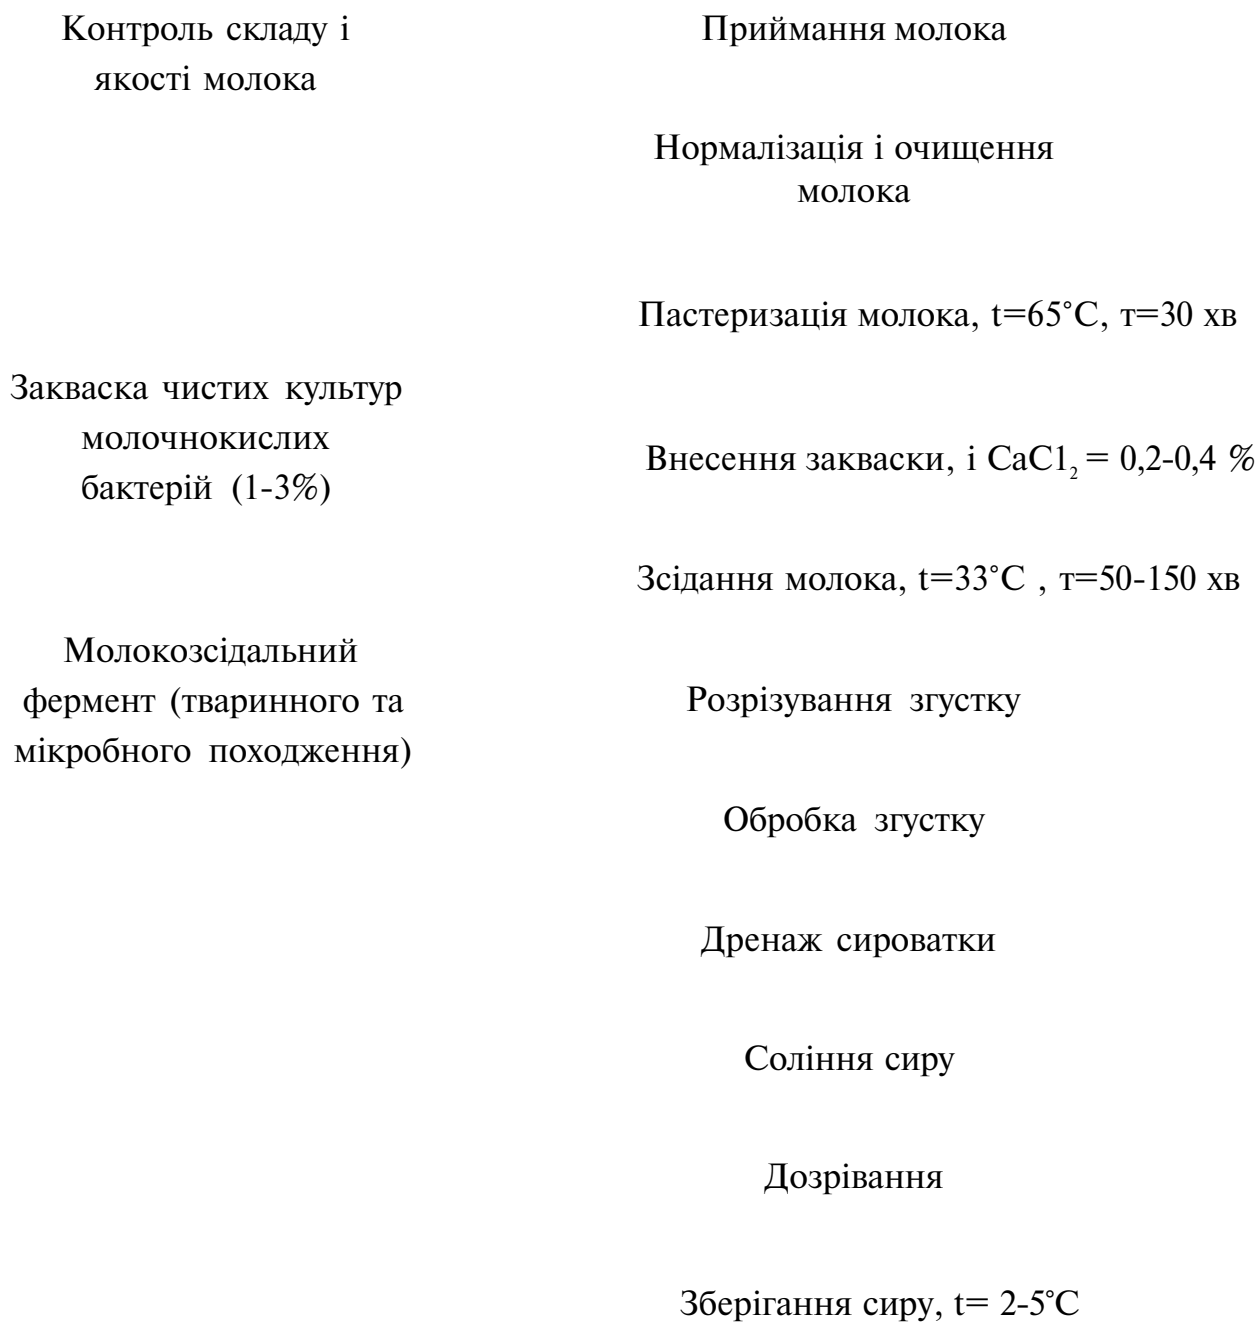 Контроль складу і
якості молока
Приймання молока
Нормалізація і очищення
молока
Пастеризація молока, t=65°C, т=30 хв
Закваска чистих культур
молочнокислих
бактерій (1-3%)
Внесення закваски, і CaC1₂ = 0,2-0,4 %
Зсідання молока, t=33°C , т=50-150 хв
Молокозсідальний
фермент (тваринного та
мікробного походження)
Розрізування згустку
Обробка згустку
Дренаж сироватки
Соління сиру
Дозрівання
Зберігання сиру, t= 2-5°C